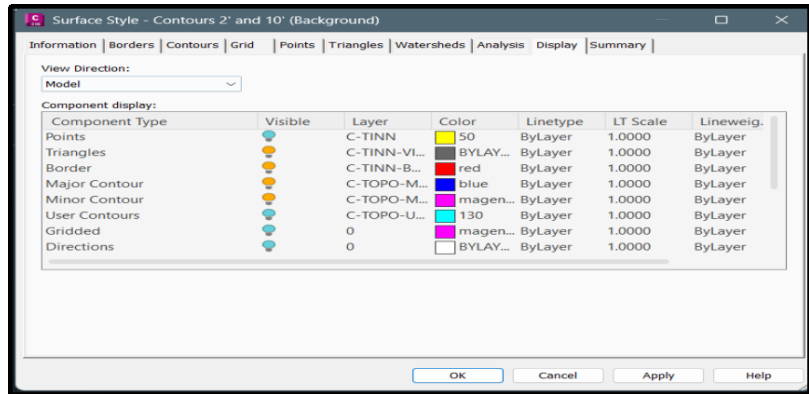 Surface Style - Contours 2' and 10' (Background)
Information Borders Contours Grid Points Triangles Watersheds Analysis Display Summary
View Direction:
Model
Component display:
Component Type Visible Layer Color Linetype LT Scale Lineweig.
Points C-TINN 50 ByLayer 1.0000 ByLayer
Triangles C-TINN-VI... BYLAY... ByLayer 1.0000 ByLayer
Border C-TINN-B... red ByLayer 1.0000 ByLayer
Major Contour C-TOPO-M... blue ByLayer 1.0000 ByLayer
Minor Contour C-TOPO-M... magen... ByLayer 1.0000 ByLayer
User Contours C-TOPO-U... 130 ByLayer 1.0000 ByLayer
Gridded 0 magen... ByLayer 1.0000 ByLayer
Directions 0 BYLAY... ByLayer 1.0000 ByLayer
OK Cancel Apply Help